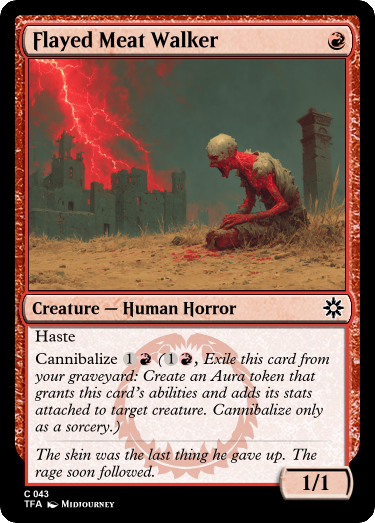 Flayed Meat Walker
Creature — Human Horror
Haste
Cannibalize 1 R (1 R, Exile this card from
your graveyard: Create an Aura token that
grants this card's abilities and adds its stats
attached to target creature. Cannibalize only
as a sorcery.)
The skin was the last thing he gave up. The
rage soon followed.
1/1
C 043
TFA Midjourney